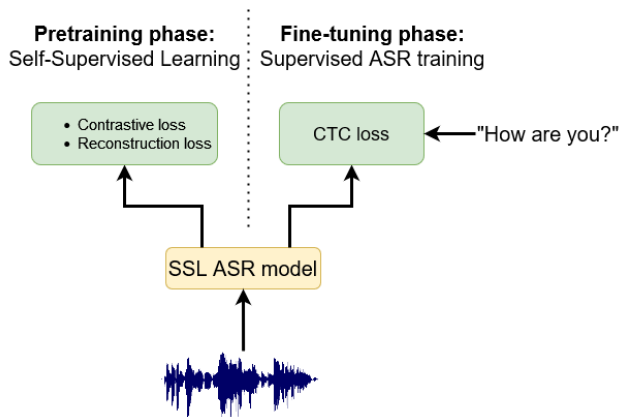 Pretraining phase:
Self-Supervised Learning
Fine-tuning phase:
Supervised ASR training
• Contrastive loss
• Reconstruction loss
CTC loss
"How are you?"
SSL ASR model